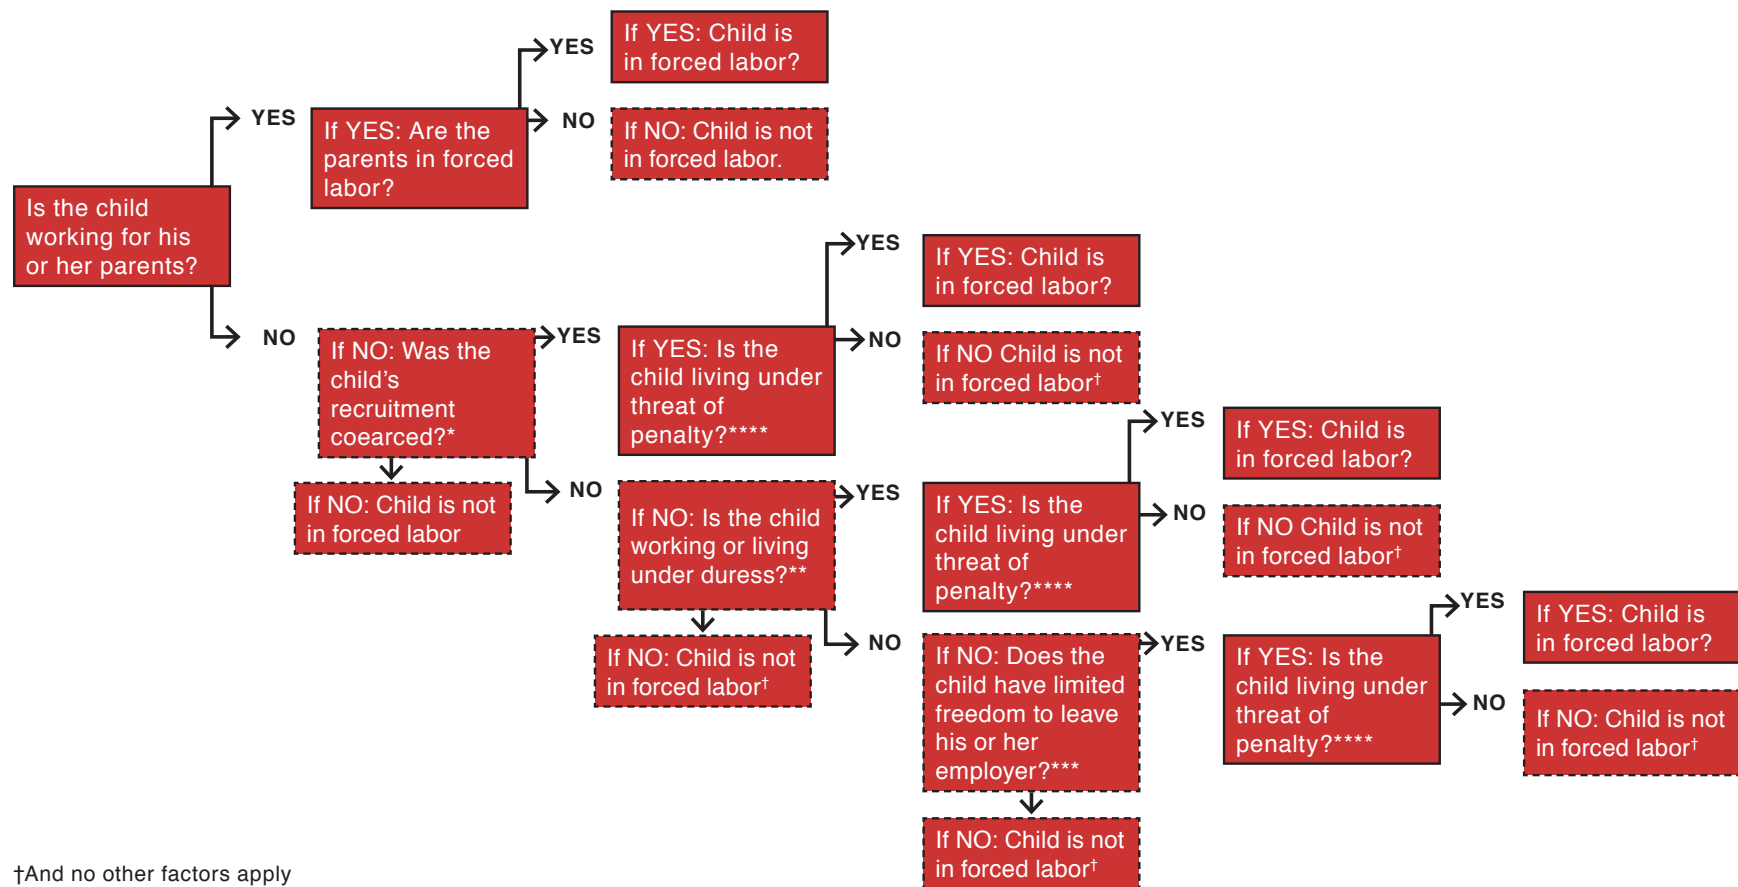 YES
If YES: Child is
in forced labor?
YES
If YES: Are the
parents in forced
labor?
NO
If NO: Child is not
in forced labor.
Is the child
working for his
or her parents?
NO
If NO: Was the
child’s
recruitment
coearced?*
If NO: Child is not
in forced labor
YES
If YES: Is the
child living under
threat of
penalty?****
YES
If YES: Child is
in forced labor?
NO
If NO Child is not
in forced labor†
NO
If NO: Is the child
working or living
under duress?**
If NO: Child is not
in forced labor†
YES
If YES: Is the
child living under
threat of
penalty?****
YES
If YES: Child is
in forced labor?
NO
If NO Child is not
in forced labor†
NO
If NO: Does the
child have limited
freedom to leave
his or her
employer?***
If NO: Child is not
in forced labor†
YES
If YES: Is the
child living under
threat of
penalty?****
YES
If YES: Child is
in forced labor?
NO
If NO: Child is not
in forced labor†
†And no other factors apply